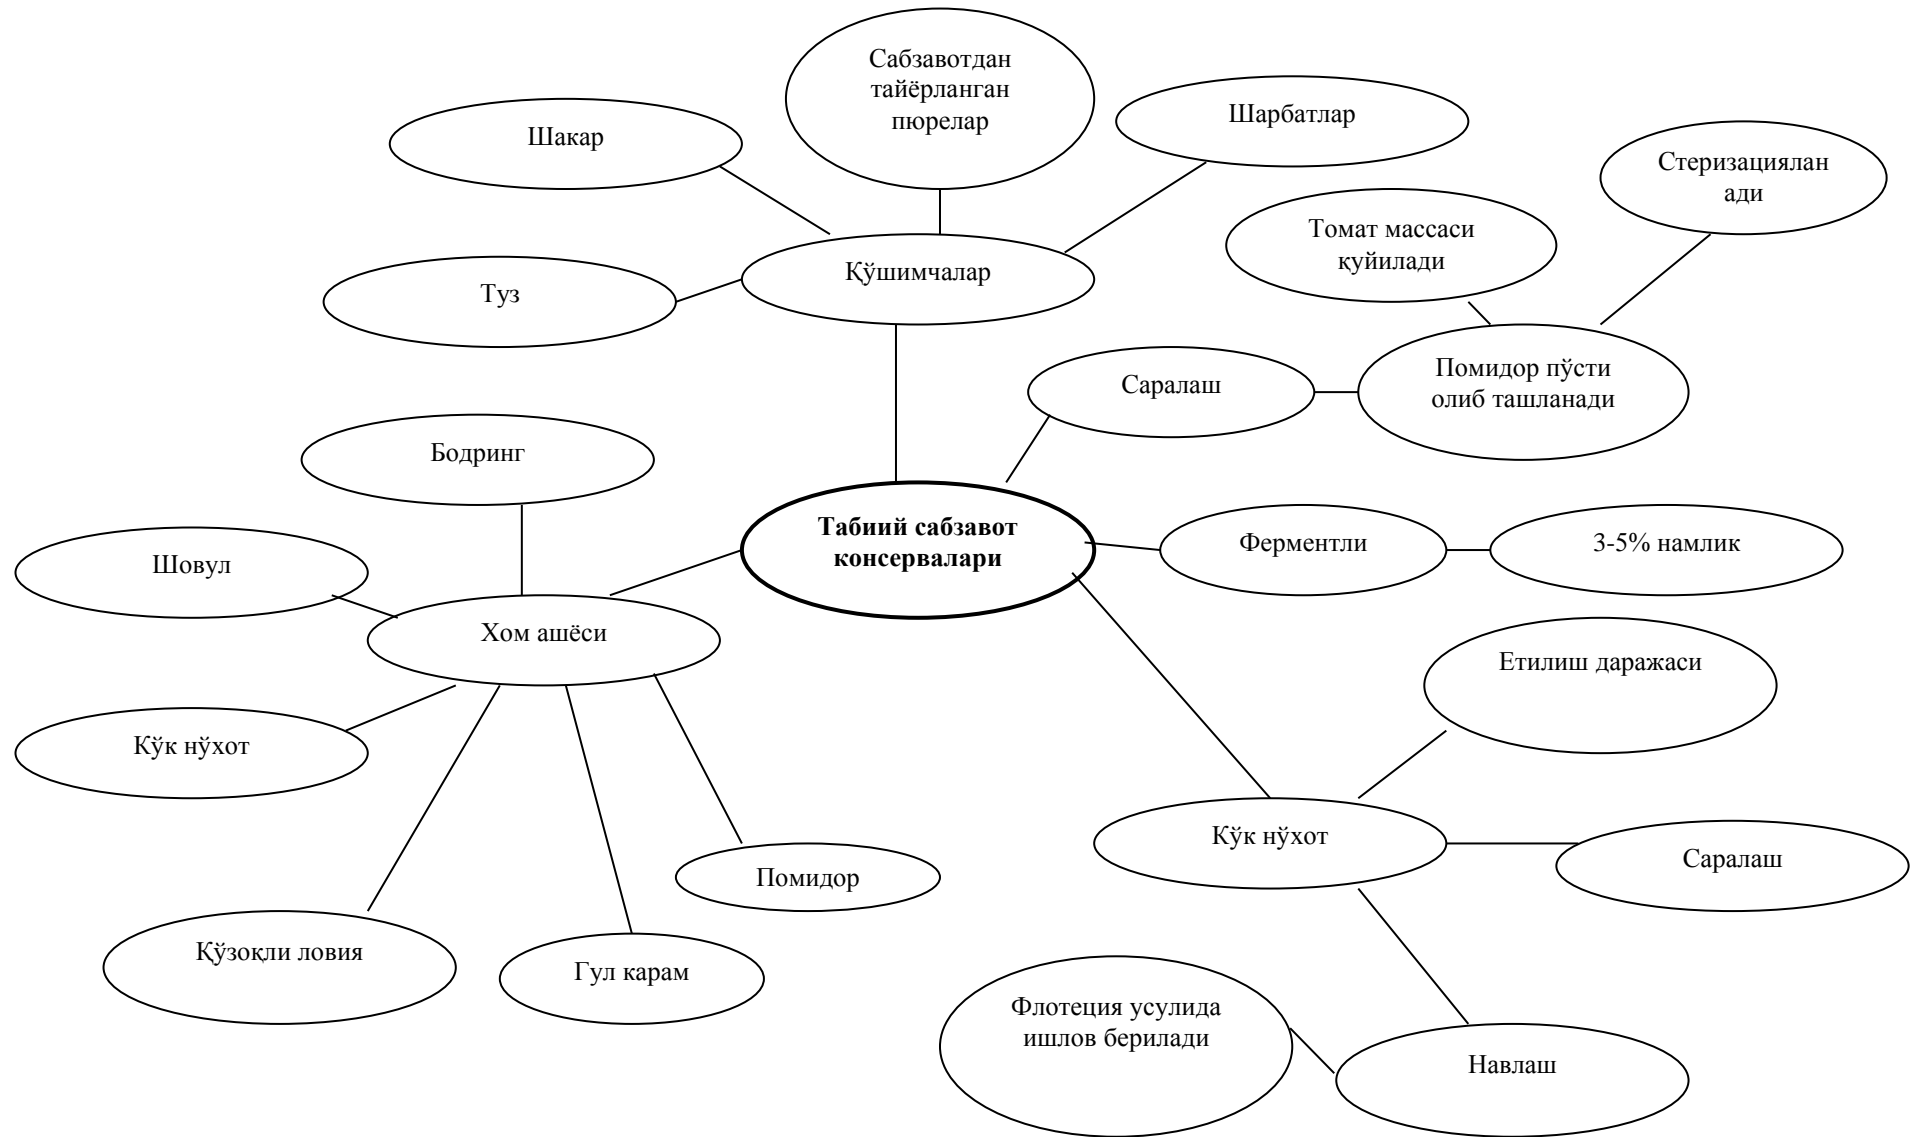 Сабзавотдан
тайёрланган
пюрелар
Шарбатлар
Шакар
Стеризациялан
ади
Томат массаси
қуйилади
Қўшимчалар
Туз
Помидор пўсти
олиб ташланади
Саралаш
Бодринг
Табиий сабзавот
консервалари
Ферментли
3-5% намлик
Шовул
Хом ашёси
Етилиш даражаси
Кўк нўхот
Кўк нўхот
Саралаш
Помидор
Қўзоқли ловия
Гул карам
Флотеция усулида
ишлов берилади
Навлаш